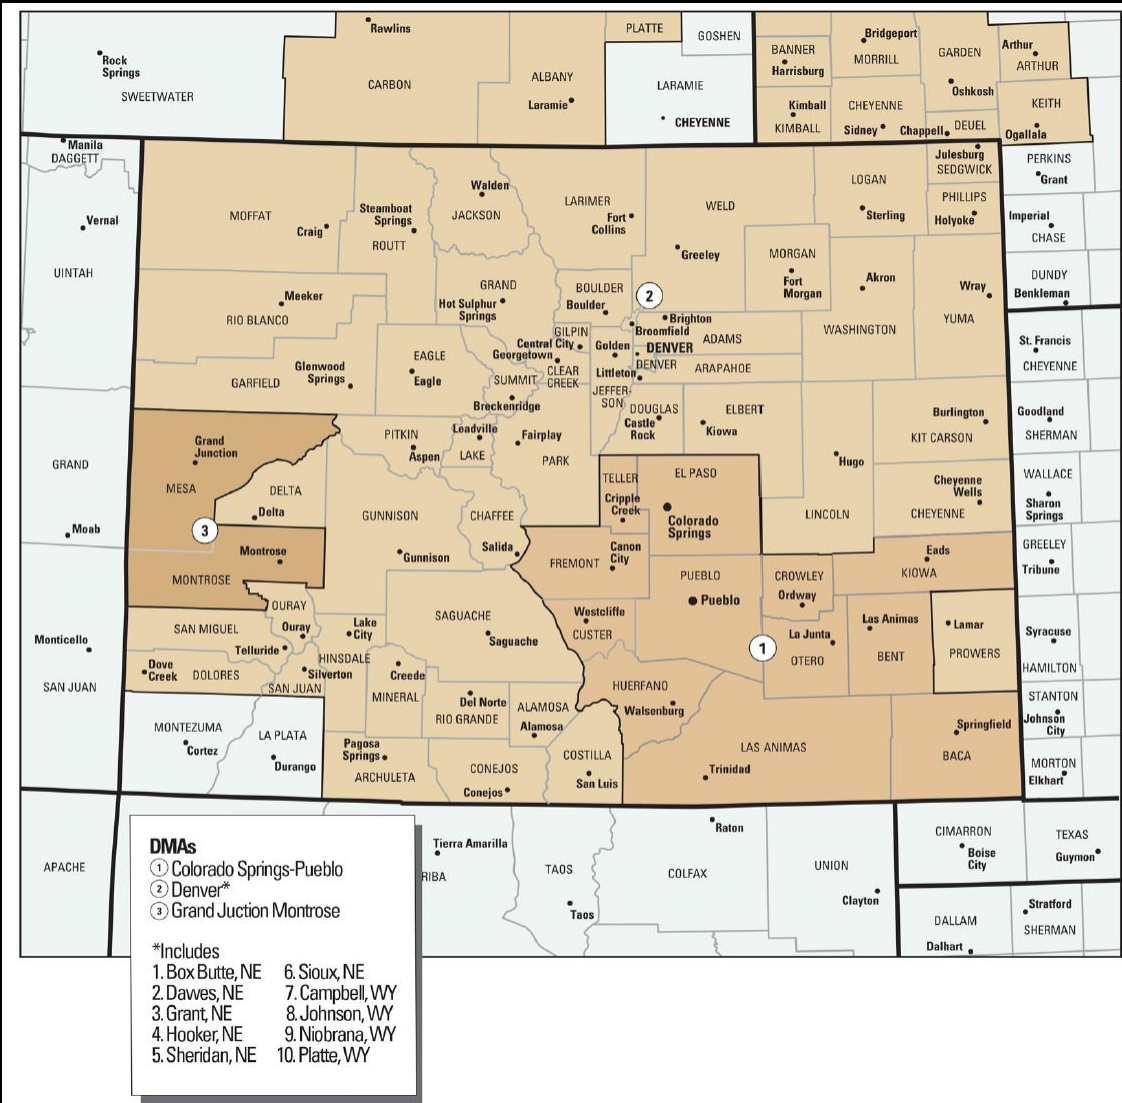 Rawlins
PLATTE
GOSHEN
Rock
Springs
SWEETWATER
CARBON
ALBANY
Laramie
LARAMIE
CHEYENNE
BANNER
Harrisburg
Bridgeport
MORRILL
GARDEN
Oshkosh
Arthur
ARTHUR
Kimball
KIMBALL
CHEYENNE
Sidney
Chappell
DEUEL
KEITH
Ogallala
Manila
DAGGETT
Vernal
UINTAH
MOFFAT
Craig
Steamboat
Springs
ROUTT
Walden
JACKSON
LARIMER
Fort
Collins
WELD
Greeley
LOGAN
Sterling
Julesburg
SEDGWICK
PHILLIPS
Holyoke
PERKINS
Grant
Imperial
CHASE
DUNDY
Benkleman
Meeker
RIO BLANCO
GRAND
Hot Sulphur
Springs
BOULDER
Boulder
2
MORGAN
Fort
Morgan
Akron
WASHINGTON
Wray
YUMA
Brighton
Broomfield
ADAMS
GILPIN
Central City
Georgetown
CLEAR
CREEK
Golden
DENVER
DENVER
Littleton
ARAPAHOE
JEFFER-
SON
St. Francis
CHEYENNE
GARFIELD
Glenwood
Springs
EAGLE
Eagle
SUMMIT
Breckenridge
DOUGLAS
Castle
Rock
ELBERT
Kiowa
Burlington
KIT CARSON
Goodland
SHERMAN
GRAND
Moab
Grand
Junction
MESA
PITKIN
Aspen
Leadville
LAKE
Fairplay
PARK
Hugo
LINCOLN
Cheyenne
Wells
CHEYENNE
WALLACE
Sharon
Springs
DELTA
Delta
3
GUNNISON
Gunnison
CHAFFEE
Salida
TELLER
Cripple
Creek
EL PASO
Colorado
Springs
Montrose
MONTROSE
FREMONT
Canon
City
PUEBLO
Pueblo
CROWLEY
Ordway
Eads
KIOWA
GREELEY
Tribune
OURAY
Ouray
SAN MIGUEL
Telluride
Lake
City
HINSDALE
SAGUACHE
Saguache
Westcliffe
CUSTER
1
La Junta
OTERO
Las Animas
BENT
Lamar
PROWERS
Syracuse
HAMILTON
Monticello
SAN JUAN
Dove
Creek
DOLORES
SAN JUAN
Silverton
Creede
MINERAL
Del Norte
RIO GRANDE
ALAMOSA
Alamosa
HUERFANO
Walsenburg
STANTON
Johnson
City
MONTEZUMA
Cortez
LA PLATA
Durango
Pagosa
Springs
ARCHULETA
CONEJOS
Conejos
COSTILLA
San Luis
LAS ANIMAS
Trinidad
Springfield
BACA
MORTON
Elkhart
APACHE
Tierra Amarilla
RIBA
TAOS
Taos
Raton
COLFAX
UNION
Clayton
CIMARRON
Boise
City
TEXAS
Guymon
DALLAM
Dalhart
Stratford
SHERMAN
DMAs
1 Colorado Springs-Pueblo
2 Denver*
3 Grand Juction Montrose
*Includes
1. Box Butte, NE 6. Sioux, NE
2. Dawes, NE 7. Campbell, WY
3. Grant, NE 8. Johnson, WY
4. Hooker, NE 9. Niobrana, WY
5. Sheridan, NE 10. Platte, WY